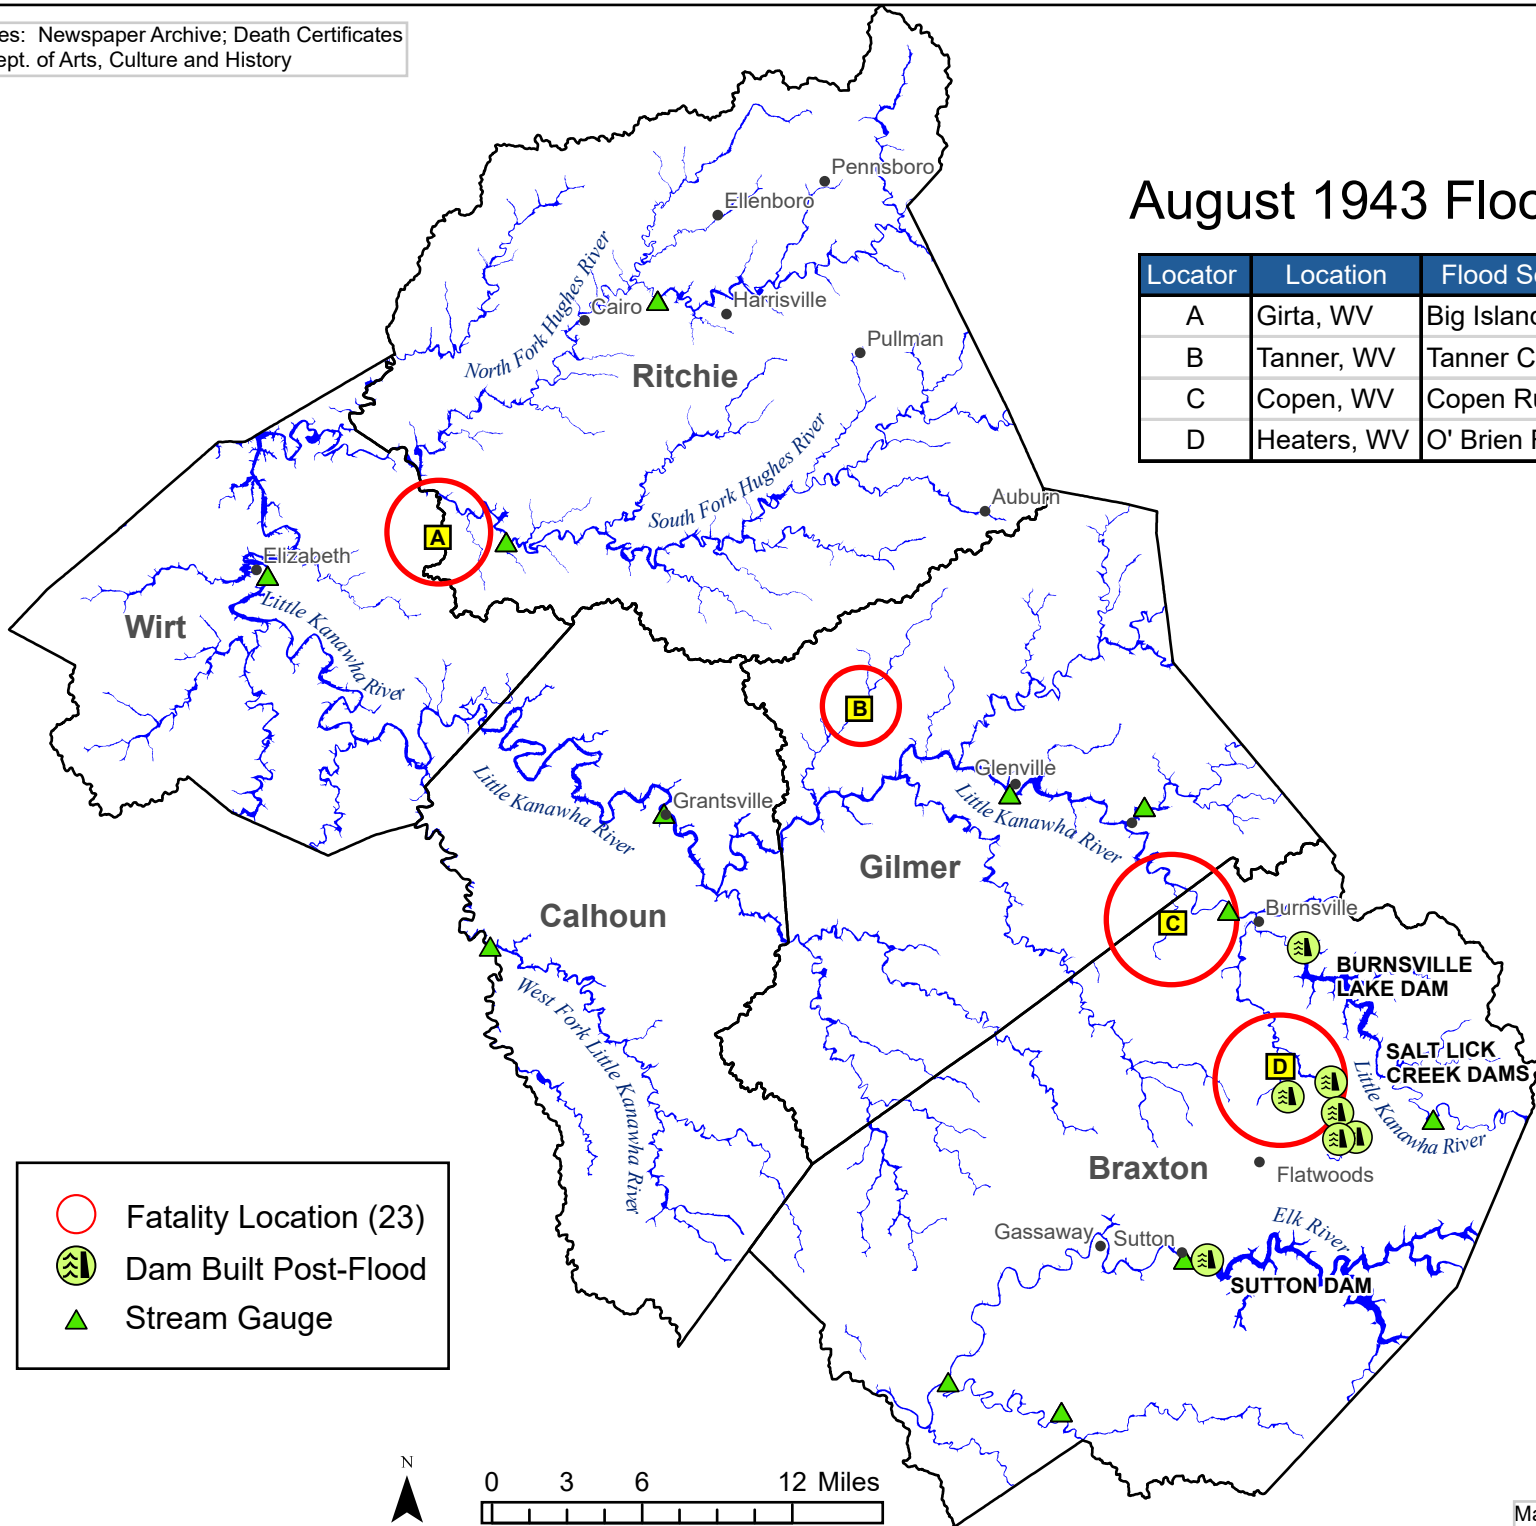 es: Newspaper Archive; Death Certificates
ept. of Arts, Culture and History
August 1943 Floo
Locator Location Flood S
A Girta, WV Big Island
B Tanner, WV Tanner C
C Copen, WV Copen Ru
D Heaters, WV O' Brien
Pennsboro
Ellenboro
North Fork Hughes River
Cairo
Harrisville
Pullman
Ritchie
South Fork Hughes River
Auburn
A
Elizabeth
Wirt
Little Kanawha River
B
Glenville
Little Kanawha River
Grantsville
Little Kanawha River
Gilmer
Calhoun
C
Burnsville
BURNSVILLE
LAKE DAM
West Fork Little Kanawha River
SALT LICK
CREEK DAMS
D
Little Kanawha River
Braxton
Flatwoods
Gassaway
Sutton
Elk River
SUTTON DAM
Fatality Location (23)
Dam Built Post-Flood
Stream Gauge
N
0 3 6 12 Miles
Ma